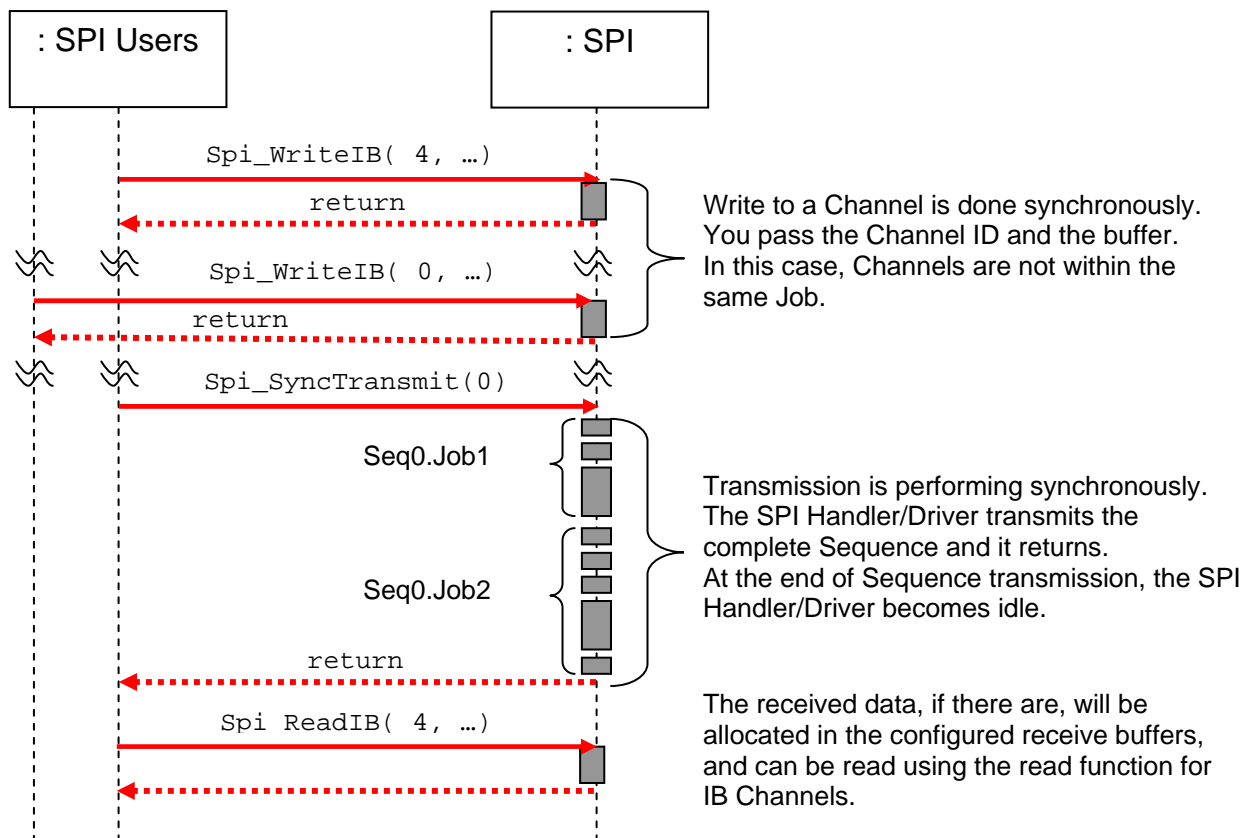 : SPI Users
: SPI
Spi_WriteIB( 4, …)
return
Write to a Channel is done synchronously.
You pass the Channel ID and the buffer.
In this case, Channels are not within the
same Job.
Spi_WriteIB( 0, …)
return
Spi_SyncTransmit(0)
Seq0.Job1
Seq0.Job2
Transmission is performing synchronously.
The SPI Handler/Driver transmits the
complete Sequence and it returns.
At the end of Sequence transmission, the SPI
Handler/Driver becomes idle.
return
Spi ReadIB( 4, …)
The received data, if there are, will be
allocated in the configured receive buffers,
and can be read using the read function for
IB Channels.